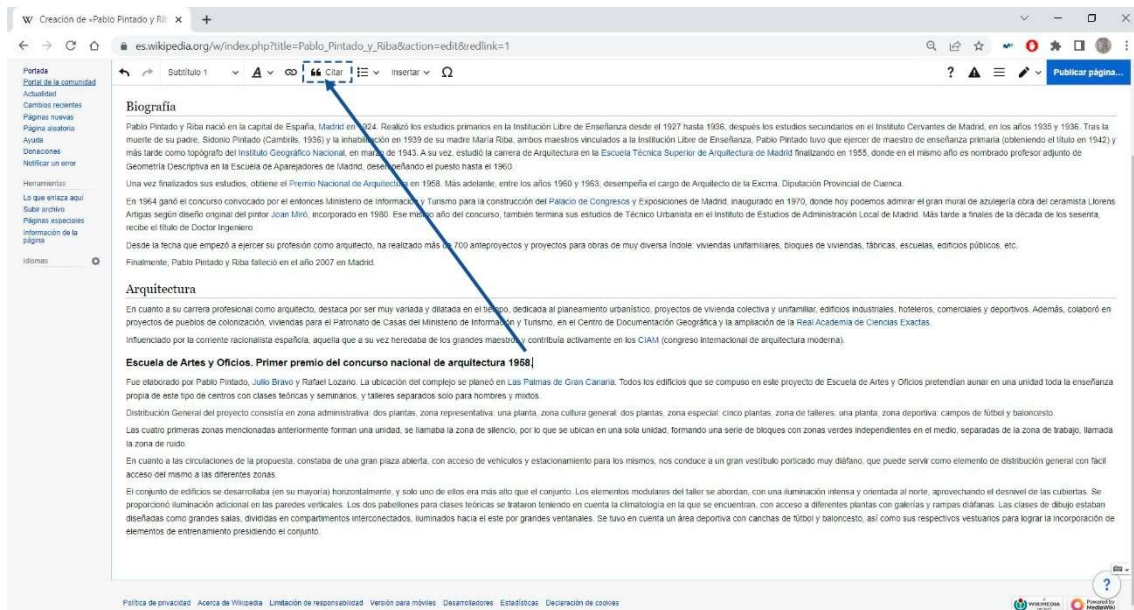 Creación de «Pablo Pintado y Rib
es.wikipedia.org/w/index.php?title=Pablo_Pintado_y_Riba&action=edit&redlink=1
Portada
Portal de la comunidad
Actualidad
Cambios recientes
Páginas nuevas
Página aleatoria
Ayuda
Donaciones
Notificar un error
Herramientas
Lo que enlaza aquí
Subir archivo
Páginas especiales
Información de la
página
Idiomas
Subtítulo 1
A
Citar
Insertar
Ω
?
Publicar página...
Biografía
Pablo Pintado y Riba nació en la capital de España, Madrid en 1924. Realizó los estudios primarios en la Institución Libre de Enseñanza desde el 1927 hasta 1936, después los estudios secundarios en el Instituto Cervantes de Madrid, en los años 1935 y 1936. Tras la
muerte de su padre, Sidonio Pintado (Cambrils, 1936) y la inhabilitación en 1939 de su madre María Riba, ambos maestros vinculados a la Institución Libre de Enseñanza, Pablo Pintado tuvo que ejercer de maestro de enseñanza primaria (obteniendo el título en 1942) y
más tarde como topógrafo del Instituto Geográfico Nacional, en marzo de 1943. A su vez, estudió la carrera de Arquitectura en la Escuela Técnica Superior de Arquitectura de Madrid finalizando en 1955, donde en el mismo año es nombrado profesor adjunto de
Geometría Descriptiva en la Escuela de Aparejadores de Madrid, desempeñando el puesto hasta el 1960.
Una vez finalizados sus estudios, obtiene el Premio Nacional de Arquitectura en 1958. Más adelante, entre los años 1960 y 1963, desempeña el cargo de Arquitecto de la Excma. Diputación Provincial de Cuenca.
En 1964 ganó el concurso convocado por el entonces Ministerio de Información y Turismo para la construcción del Palacio de Congresos y Exposiciones de Madrid, inaugurado en 1970, donde hoy podemos admirar el gran mural de azulejería obra del ceramista Llorens
Artigas según diseño original del pintor Joan Miró, incorporado en 1980. Ese mismo año del concurso, también termina sus estudios de Técnico Urbanista en el Instituto de Estudios de Administración Local de Madrid. Más tarde a finales de la década de los sesenta,
recibe el título de Doctor Ingeniero.
Desde la fecha que empezó a ejercer su profesión como arquitecto, ha realizado más de 700 anteproyectos y proyectos para obras de muy diversa índole: viviendas unifamiliares, bloques de viviendas, fábricas, escuelas, edificios públicos, etc.
Finalmente, Pablo Pintado y Riba falleció en el año 2007 en Madrid.
Arquitectura
En cuanto a su carrera profesional como arquitecto, destaca por ser muy variada y dilatada en el tiempo, dedicada al planeamiento urbanístico, proyectos de vivienda colectiva y unifamiliar, edificios industriales, hoteleros, comerciales y deportivos. Además, colaboró en
proyectos de pueblos de colonización, viviendas para el Patronato de Casas del Ministerio de Información y Turismo, en el Centro de Documentación Geográfica y la ampliación de la Real Academia de Ciencias Exactas.
Influenciado por la corriente racionalista española, aquella que a su vez heredaba de los grandes maestros y contribuía activamente en los CIAM (congreso internacional de arquitectura moderna).
Escuela de Artes y Oficios. Primer premio del concurso nacional de arquitectura 1958.
Fue elaborado por Pablo Pintado, Julio Bravo y Rafael Lozano. La ubicación del complejo se planeó en Las Palmas de Gran Canaria. Todos los edificios que se compuso en este proyecto de Escuela de Artes y Oficios pretendían aunar en una unidad toda la enseñanza
propia de este tipo de centros con clases teóricas y seminarios, y talleres separados solo para hombres y mixtos.
Distribución General del proyecto consistía en zona administrativa: dos plantas, zona representativa: una planta, zona cultura general: dos plantas, zona especial: cinco plantas, zona de talleres: una planta, zona deportiva: campos de fútbol y baloncesto.
Las cuatro primeras zonas mencionadas anteriormente forman una unidad, se llamaba la zona de silencio, por lo que se ubican en una sola unidad, formando una serie de bloques con zonas verdes independientes en el medio, separadas de la zona de trabajo, llamada
la zona de ruido.
En cuanto a las circulaciones de la propuesta, constaba de una gran plaza abierta, con acceso de vehículos y estacionamiento para los mismos, nos conduce a un gran vestíbulo porticado muy diáfano, que puede servir como elemento de distribución general con fácil
acceso del mismo a las diferentes zonas.
El conjunto de edificios se desarrollaba (en su mayoría) horizontalmente, y solo uno de ellos era más alto que el conjunto. Los elementos modulares del taller se abordan, con una iluminación intensa y orientada al norte, aprovechando el desnivel de las cubiertas. Se
proporcionó iluminación adicional en las paredes verticales. Los dos pabellones para clases teóricas se trataron teniendo en cuenta la climatología en la que se encuentran, con acceso a diferentes plantas con galerías y rampas diáfanas. Las clases de dibujo estaban
diseñadas como grandes salas, divididas en compartimentos interconectados, iluminados hacia el este por grandes ventanales. Se tuvo en cuenta un área deportiva con canchas de fútbol y baloncesto, así como sus respectivos vestuarios para lograr la incorporación de
elementos de entrenamiento presidiendo el conjunto.
?
Política de privacidad Acerca de Wikipedia Limitación de responsabilidad Versión para móviles Desarrolladores Estadísticas Declaración de cookies
WIKIMEDIA
Powered by
MediaWiki